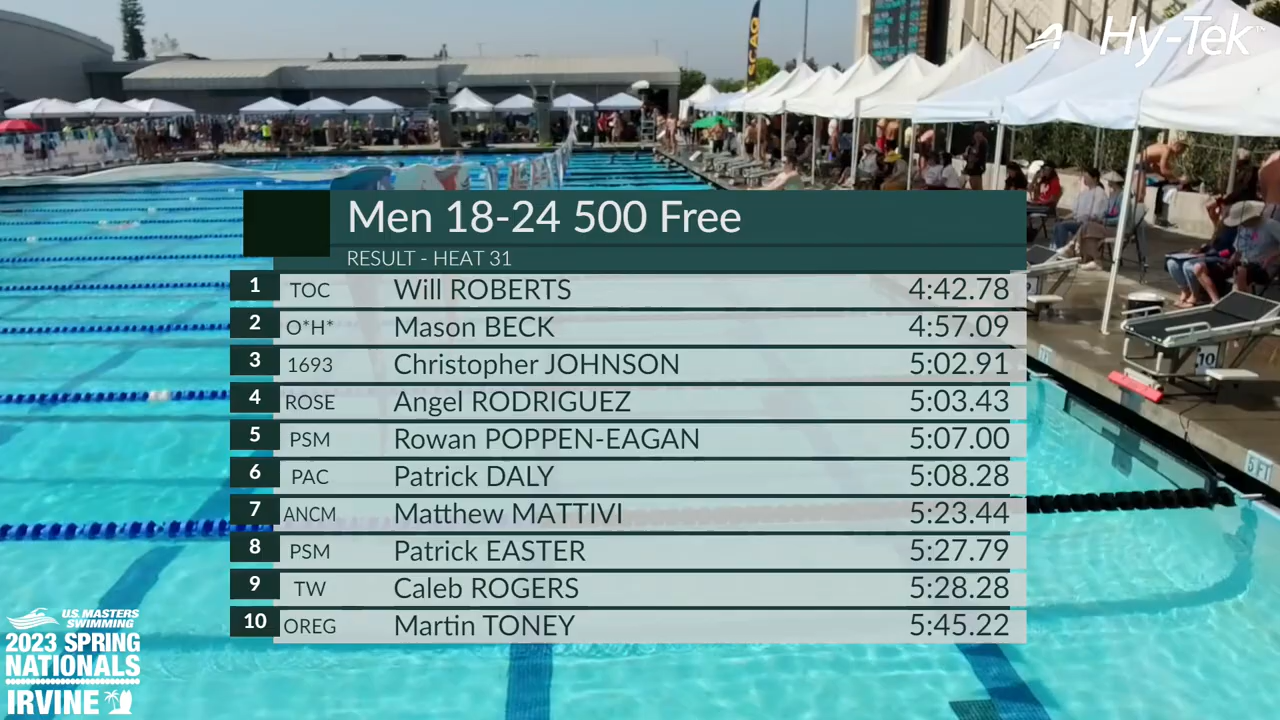 CAQ
Hy-Tek™
Men 18-24 500 Free
RESULT - HEAT 31
1 TOC Will ROBERTS 4:42.78
2 O*H* Mason BECK 4:57.09
3 1693 Christopher JOHNSON 5:02.91
4 ROSE Angel RODRIGUEZ 5:03.43
5 PSM Rowan POPPEN-EAGAN 5:07.00
6 PAC Patrick DALY 5:08.28
7 ANCM Matthew MATTIVI 5:23.44
8 PSM Patrick EASTER 5:27.79
9 TW Caleb ROGERS 5:28.28
10 OREG Martin TONEY 5:45.22
10
5 FT
U.S. MASTERS
SWIMMING
2023 SPRING
NATIONALS
IRVINE